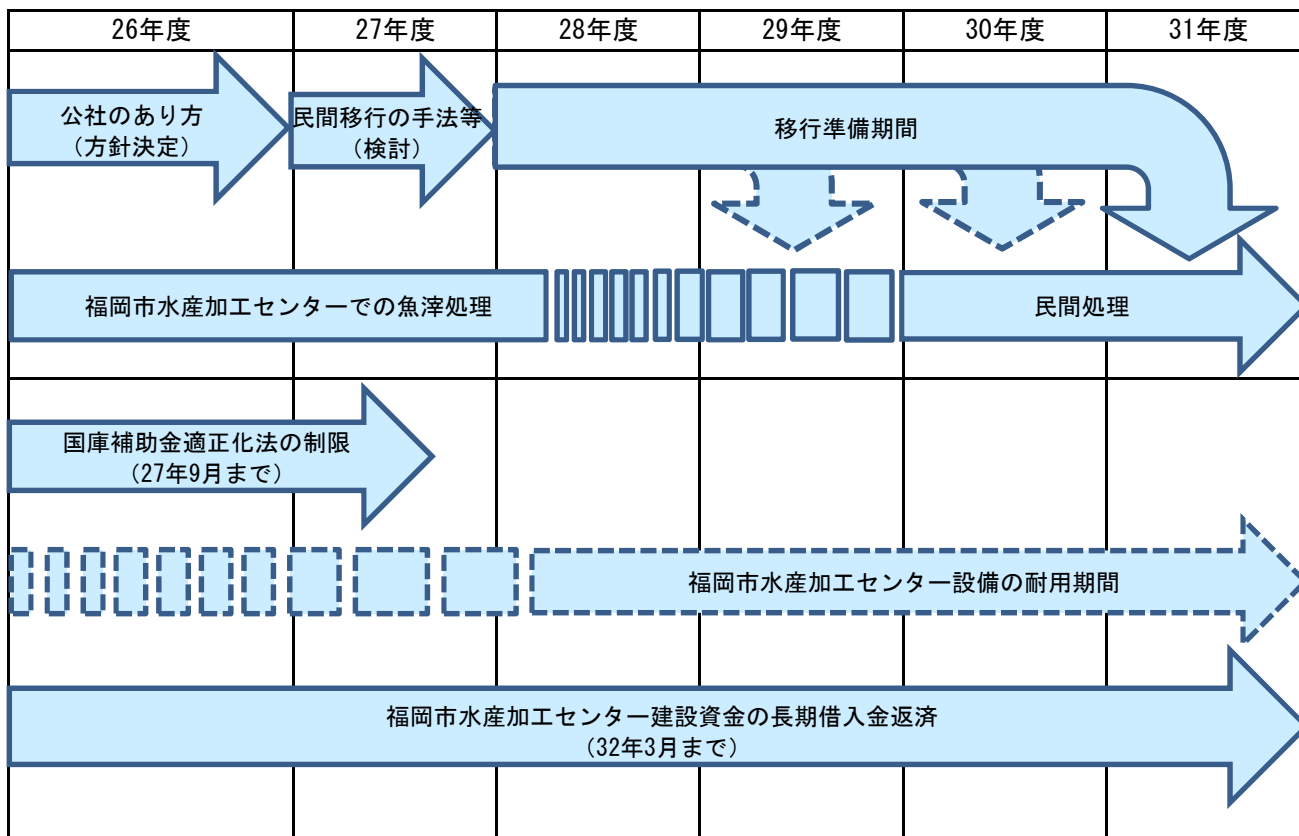 26年度
27年度
28年度
29年度
30年度
31年度
公社のあり方
（方針決定）
民間移行の手法等
（検討）
移行準備期間
福岡市水産加工センターでの魚滓処理
民間処理
国庫補助金適正化法の制限
（27年9月まで）
福岡市水産加工センター設備の耐用期間
福岡市水産加工センター建設資金の長期借入金返済
（32年3月まで）